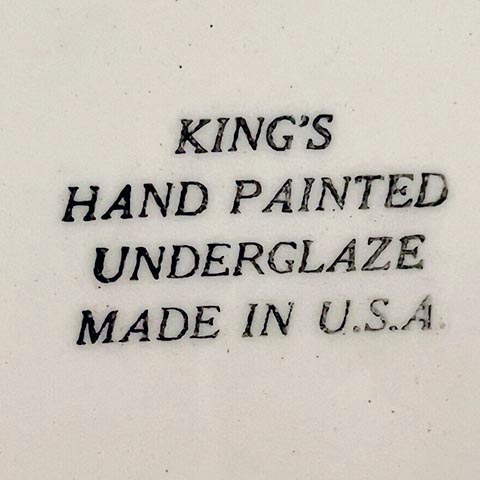 KING'S
HAND PAINTED
UNDERGLAZE
MADE IN U.S.A.